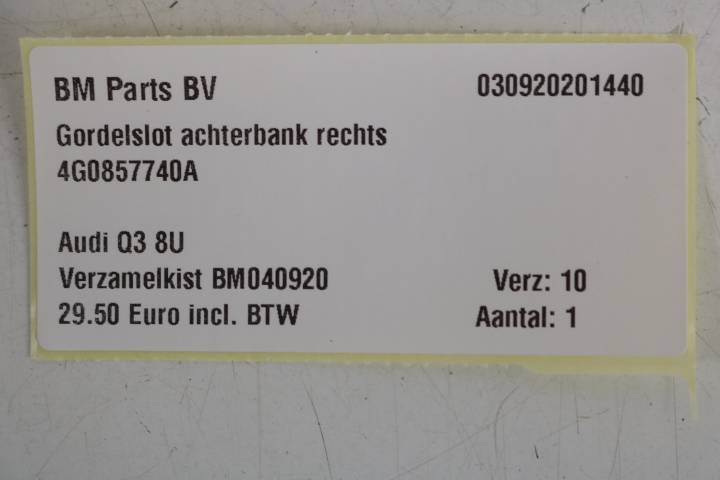 BM Parts BV 030920201440
Gordelslot achterbank rechts
4G0857740A
Audi Q3 8U
Verzamelkist BM040920 Verz: 10
29.50 Euro incl. BTW Aantal: 1